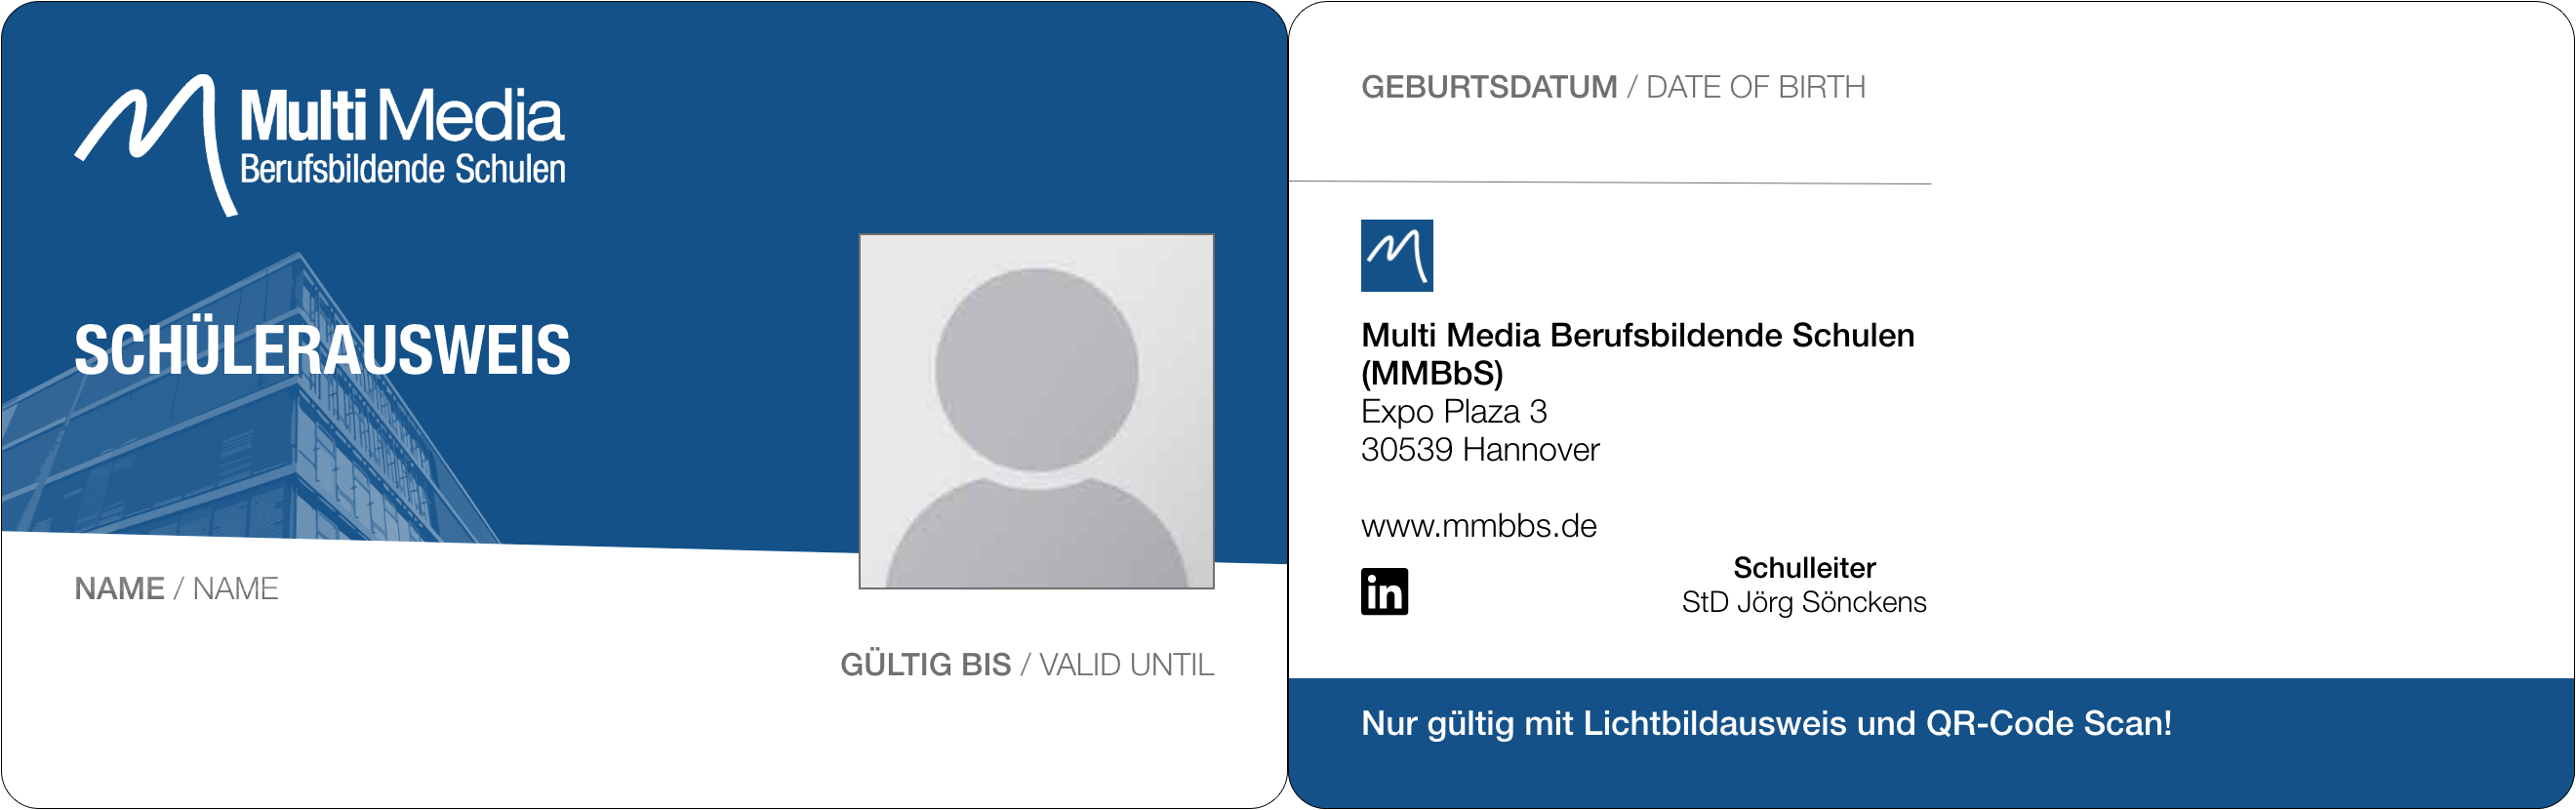 Multi Media
Berufsbildende Schulen
SCHÜLERAUSWEIS
NAME / NAME
GÜLTIG BIS / VALID UNTIL
GEBURTSDATUM / DATE OF BIRTH
Multi Media Berufsbildende Schulen
(MMBbS)
Expo Plaza 3
30539 Hannover
www.mmbbs.de
in
Schulleiter
StD Jörg Sönckens
Nur gültig mit Lichtbildausweis und QR-Code Scan!